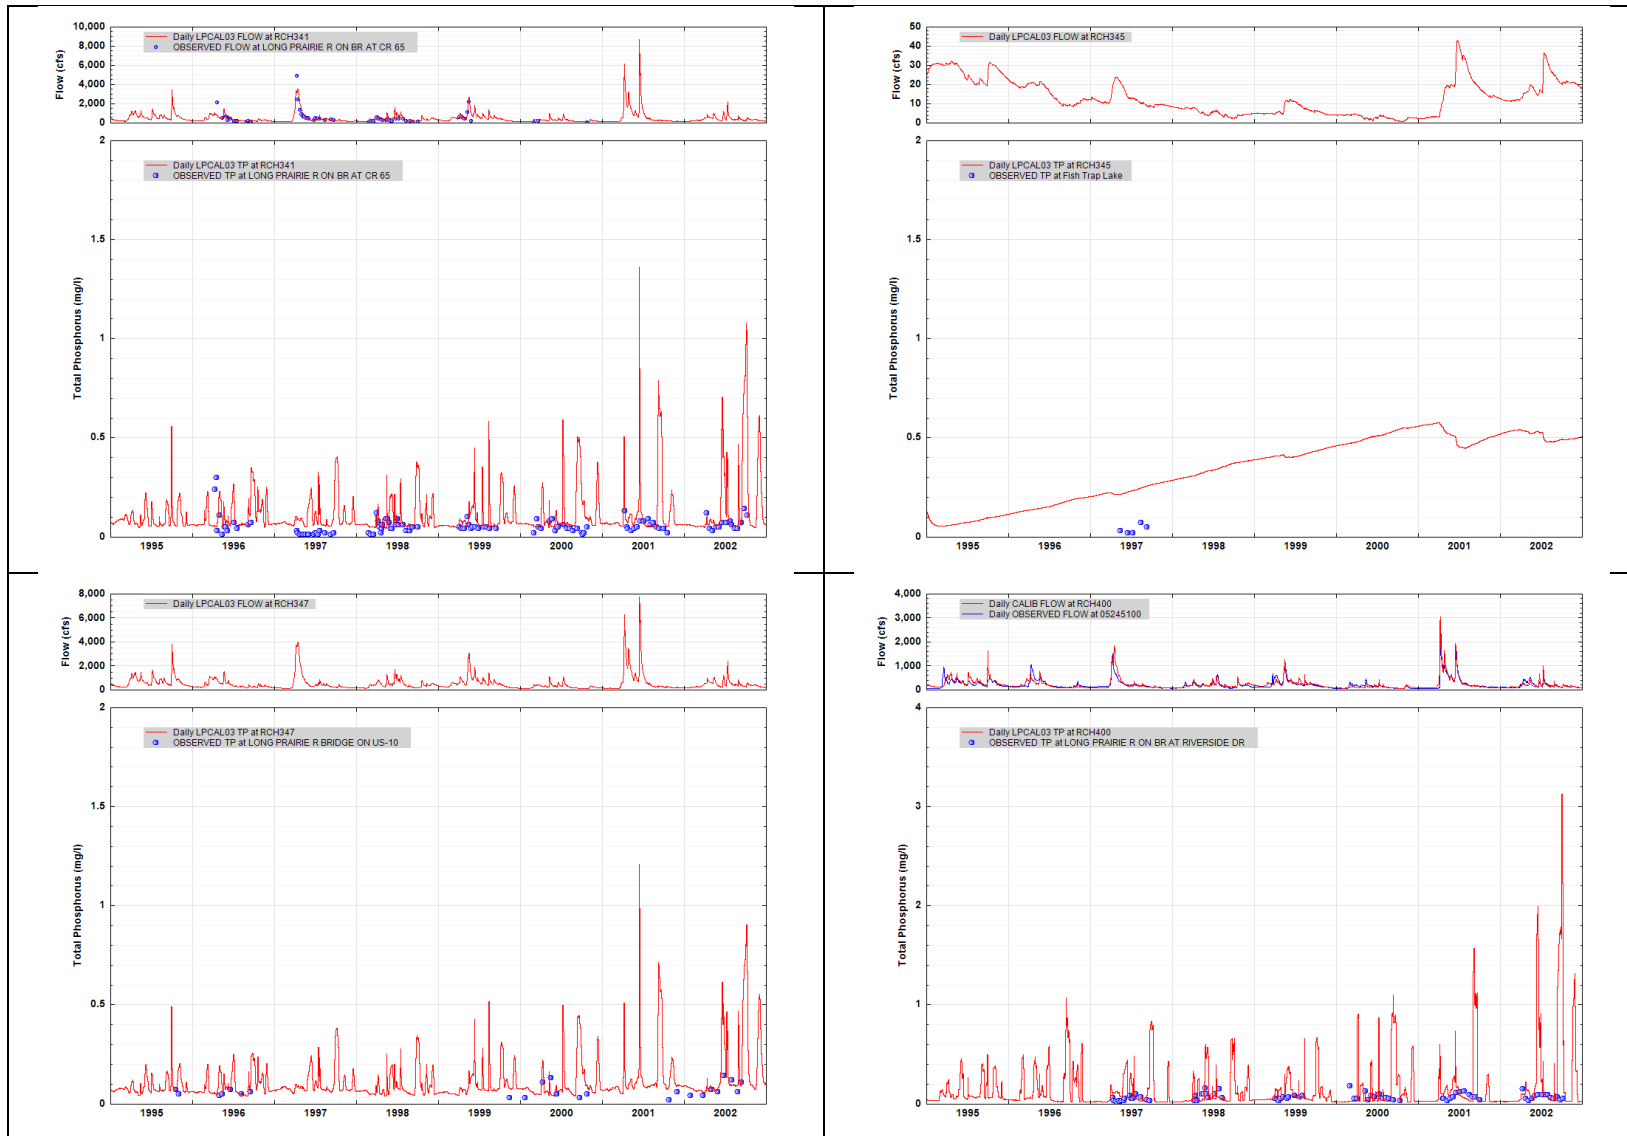 10,000
8,000
6,000
4,000
2,000
0
Flow (cfs)
Daily LPCAL03 FLOW at RCH341
OBSERVED FLOW at LONG PRAIRIE R ON BR AT CR 65
2
1.5
1
0.5
0
Total Phosphorus (mg/l)
Daily LPCAL03 TP at RCH341
OBSERVED TP at LONG PRAIRIE R ON BR AT CR 65
1995 1996 1997 1998 1999 2000 2001 2002
50
40
30
20
10
0
Flow (cfs)
Daily LPCAL03 FLOW at RCH345
2
1.5
1
0.5
0
Total Phosphorus (mg/l)
Daily LPCAL03 TP at RCH345
OBSERVED TP at Fish Trap Lake
1995 1996 1997 1998 1999 2000 2001 2002
8,000
6,000
4,000
2,000
0
Flow (cfs)
Daily LPCAL03 FLOW at RCH347
2
1.5
1
0.5
0
Total Phosphorus (mg/l)
Daily LPCAL03 TP at RCH347
OBSERVED TP at LONG PRAIRIE R BRIDGE ON US-10
1995 1996 1997 1998 1999 2000 2001 2002
4,000
3,000
2,000
1,000
0
Flow (cfs)
Daily CALIB FLOW at RCH400
Daily OBSERVED FLOW at 05245100
4
3
2
1
0
Total Phosphorus (mg/l)
Daily LPCAL03 TP at RCH400
OBSERVED TP at LONG PRAIRIE R ON BR AT RIVERSIDE DR
1995 1996 1997 1998 1999 2000 2001 2002